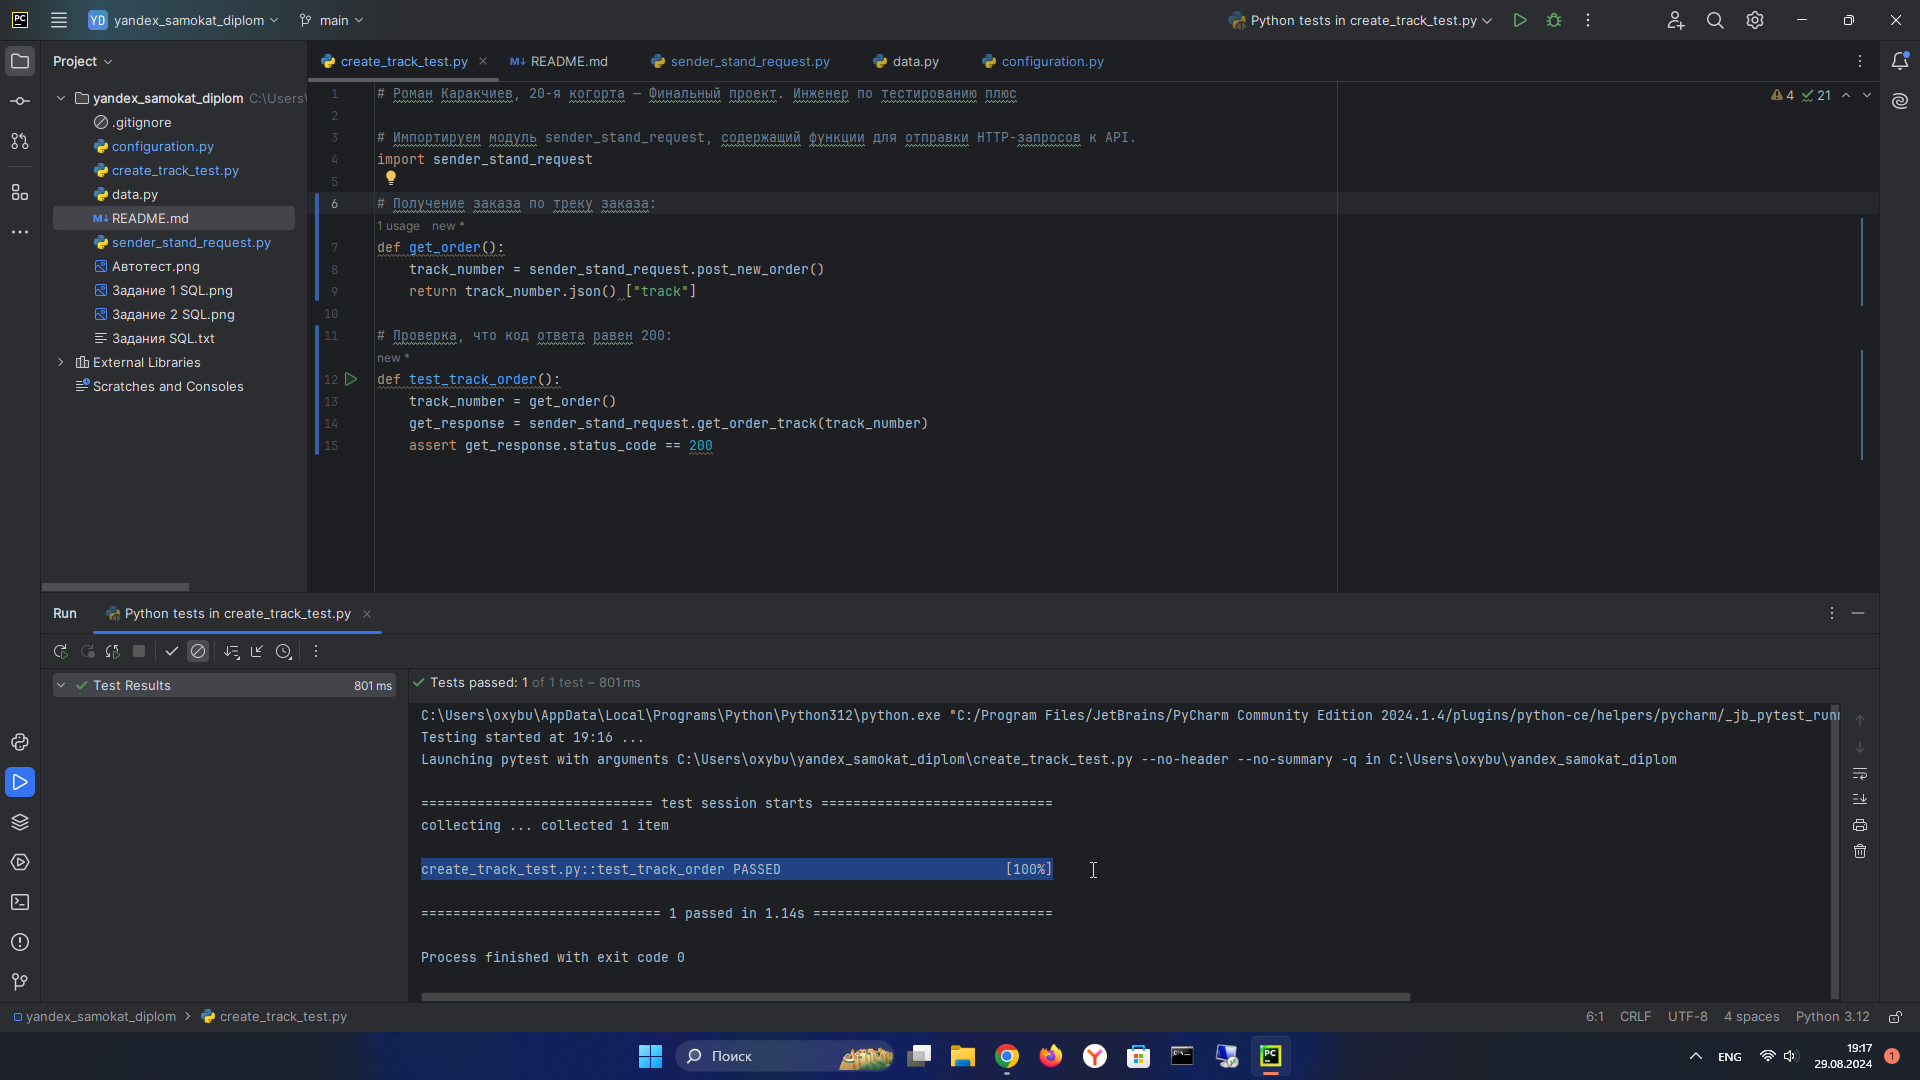 PC
YD yandex_samokat_diplom
main
Python tests in create_track_test.py
Project
create_track_test.py
README.md
sender_stand_request.py
data.py
configuration.py
yandex_samokat_diplom C:\Users\
.gitignore
configuration.py
create_track_test.py
data.py
M↓ README.md
sender_stand_request.py
Автотест.png
Задание 1 SQL.png
Задание 2 SQL.png
Задания SQL.txt
External Libraries
Scratches and Consoles
4 21
1 # Роман Каракчиев, 20-я когорта — Финальный проект. Инженер по тестированию плюс
2
3 # Импортируем модуль sender_stand_request, содержащий функции для отправки HTTP-запросов к API.
4 import sender_stand_request
5
6 # Получение заказа по треку заказа:
1 usage new *
7 def get_order():
8 track_number = sender_stand_request.post_new_order()
9 return track_number.json() ["track"]
10
11 # Проверка, что код ответа равен 200:
new *
12 def test_track_order():
13 track_number = get_order()
14 get_response = sender_stand_request.get_order_track(track_number)
15 assert get_response.status_code == 200
Run
Python tests in create_track_test.py
Test Results 801 ms
Tests passed: 1 of 1 test – 801 ms
C:\Users\oxybu\AppData\Local\Programs\Python\Python312\python.exe "C:/Program Files/JetBrains/PyCharm Community Edition 2024.1.4/plugins/python-ce/helpers/pycharm/_jb_pytest_runn
Testing started at 19:16 ...
Launching pytest with arguments C:\Users\oxybu\yandex_samokat_diplom\create_track_test.py --no-header --no-summary -q in C:\Users\oxybu\yandex_samokat_diplom
============================= test session starts =============================
collecting ... collected 1 item
create_track_test.py::test_track_order PASSED [100%]
============================== 1 passed in 1.14s ==============================
Process finished with exit code 0
yandex_samokat_diplom > create_track_test.py
6:1 CRLF UTF-8 4 spaces Python 3.12
Поиск
PC
ENG
19:17
29.08.2024
1